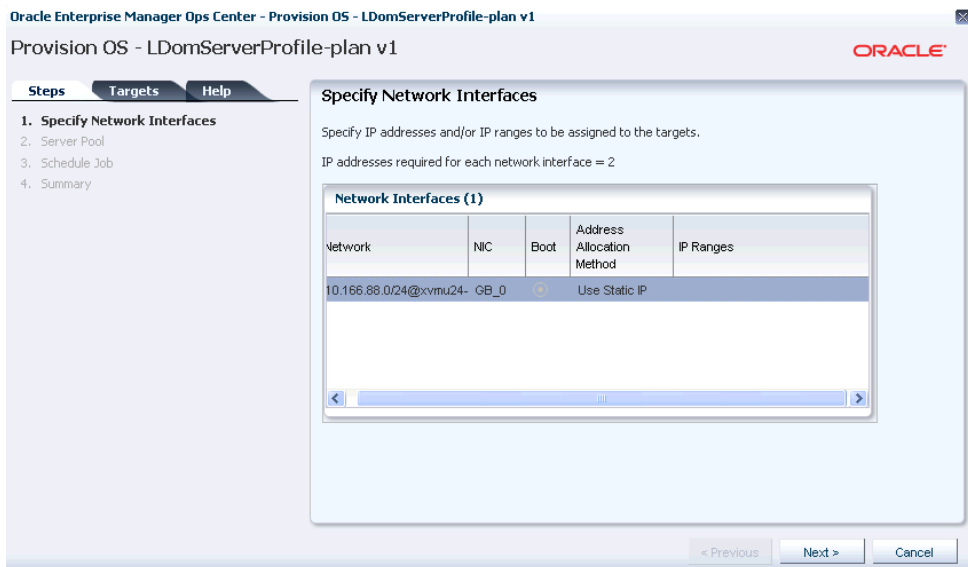 Oracle Enterprise Manager Ops Center - Provision OS - LDomServerProfile-plan v1
Provision OS - LDomServerProfile-plan v1
ORACLE
Steps Targets Help
1. Specify Network Interfaces
2. Server Pool
3. Schedule Job
4. Summary
Specify Network Interfaces
Specify IP addresses and/or IP ranges to be assigned to the targets.
IP addresses required for each network interface = 2
Network Interfaces (1)
Network NIC Boot Address Allocation Method IP Ranges
10.166.88.0/24@xvmu24- GB_0 Use Static IP
< Previous Next > Cancel